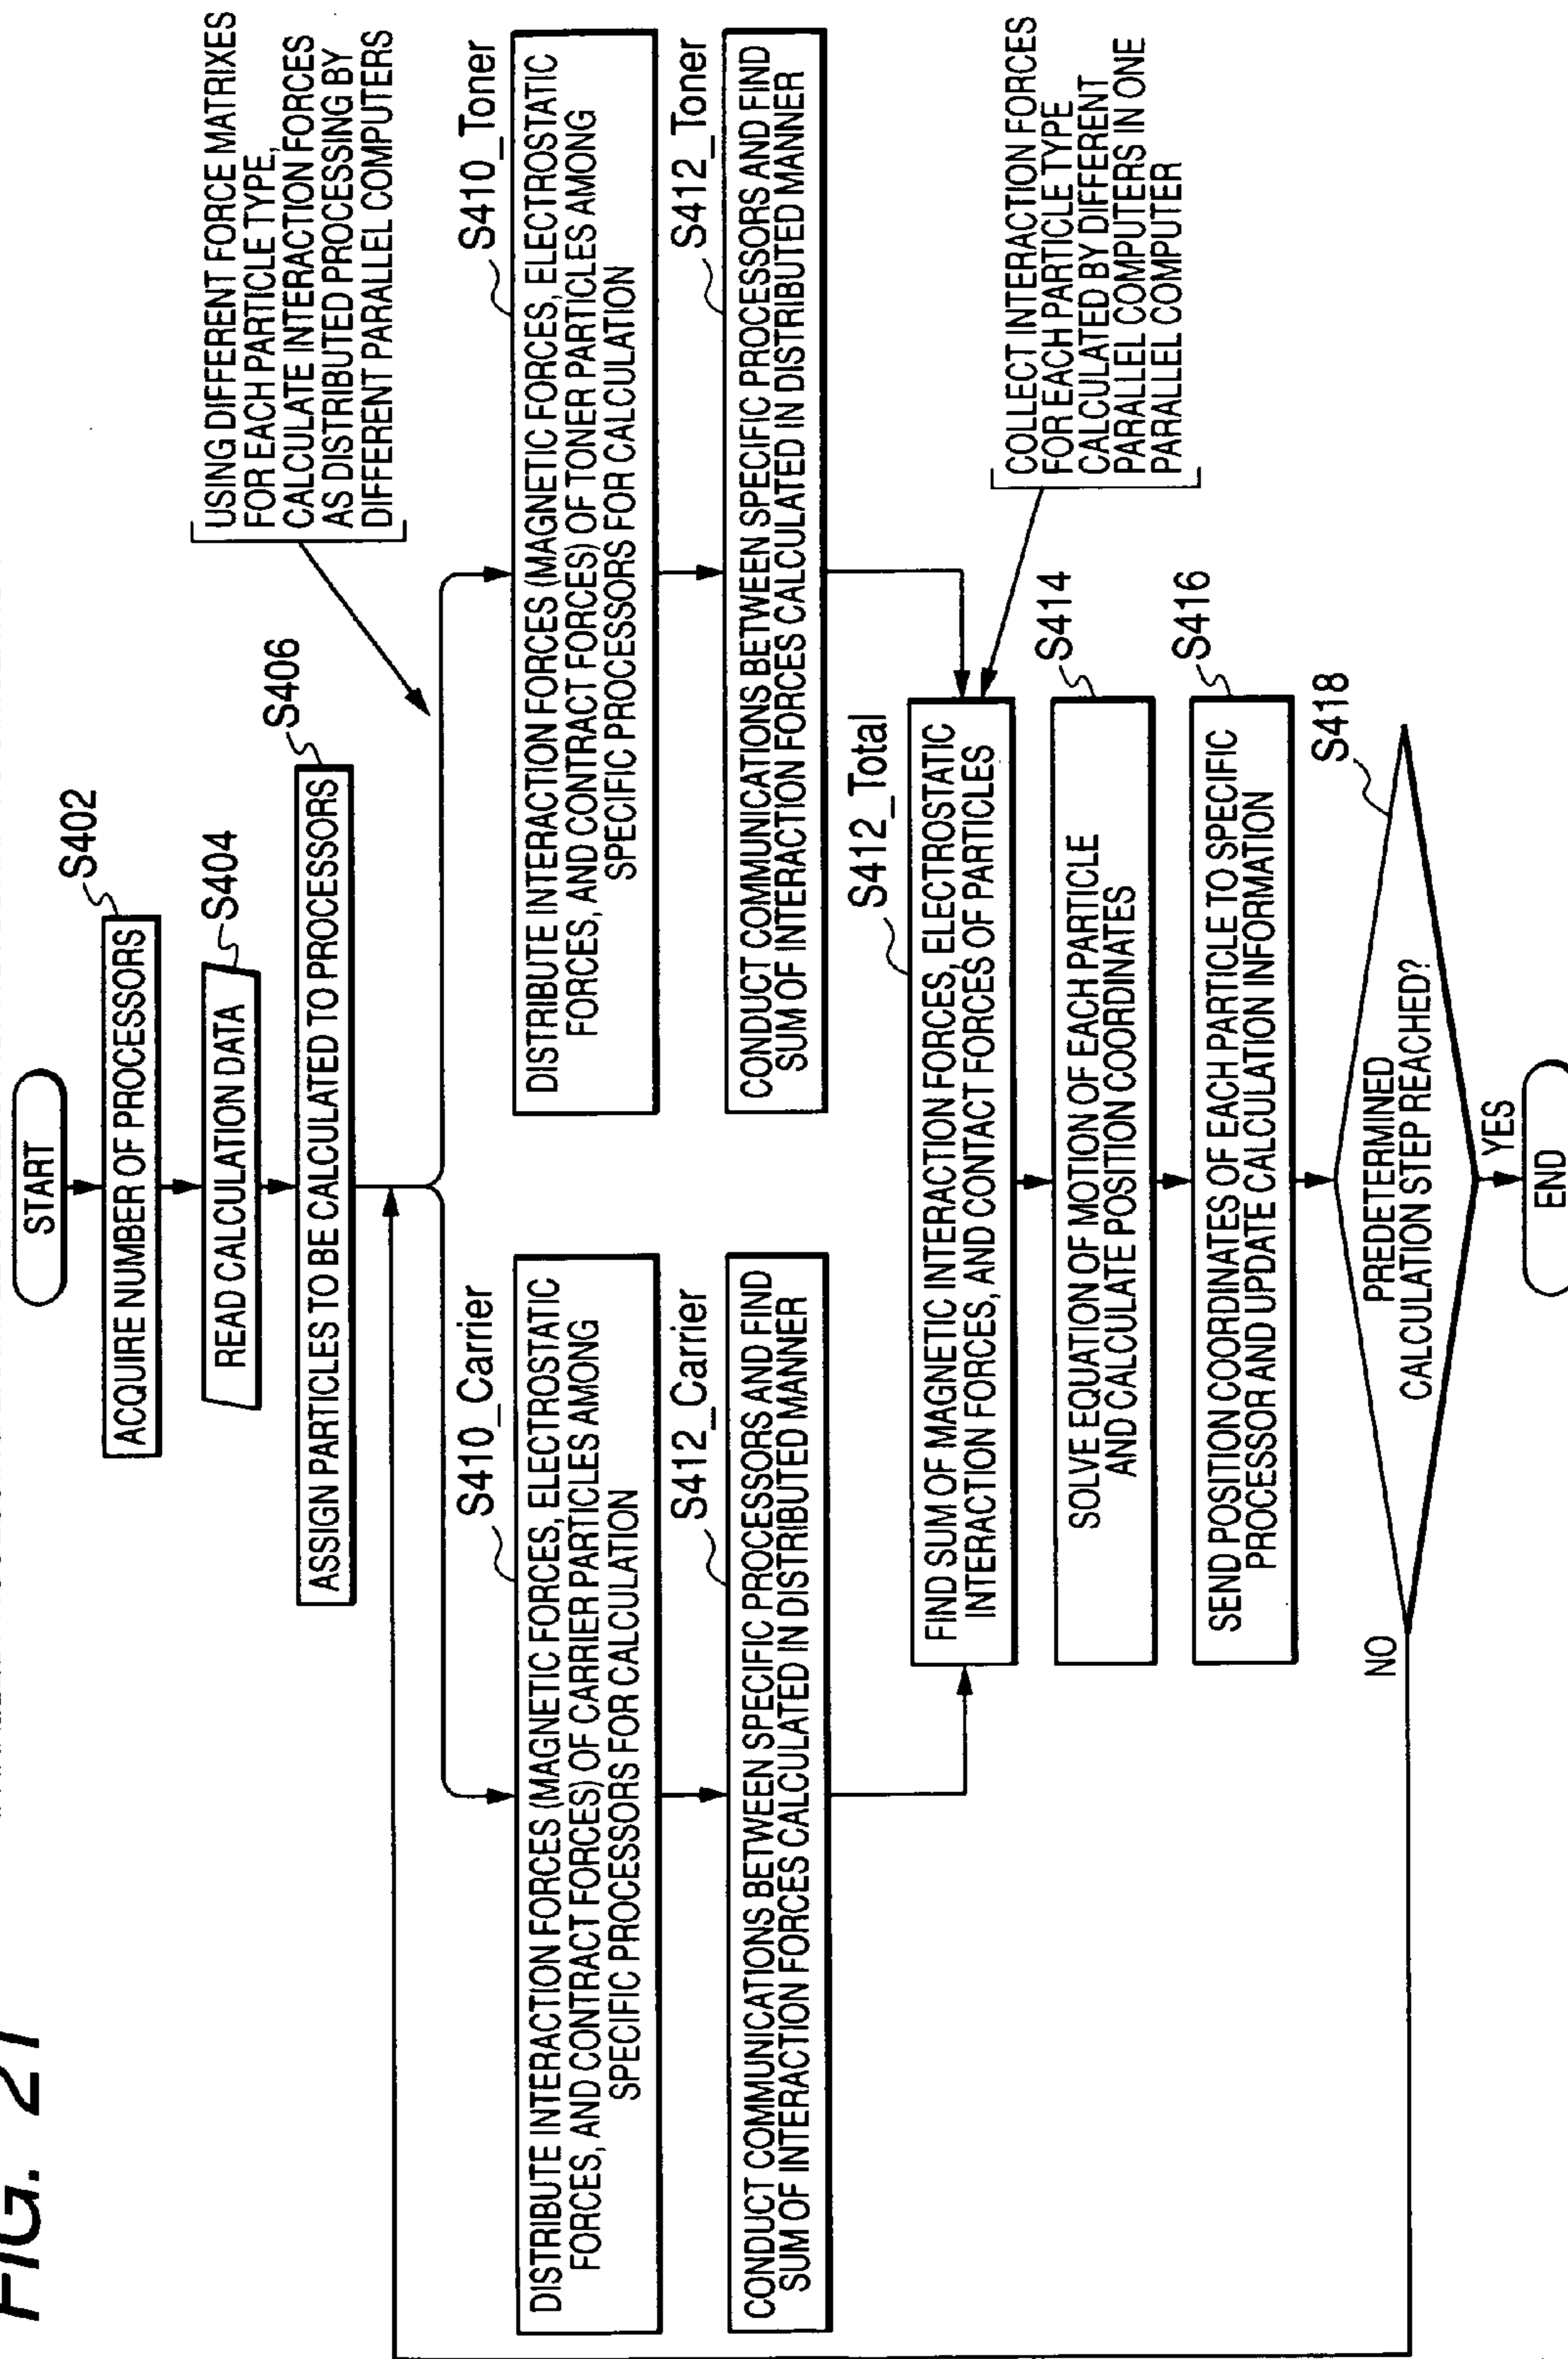 FIG. 21
START
ACQUIRE NUMBER OF PROCESSORS
S402
READ CALCULATION DATA
S404
ASSIGN PARTICLES TO BE CALCULATED TO PROCESSORS
S406
USING DIFFERENT FORCE MATRIXES
FOR EACH PARTICLE TYPE,
CALCULATE INTERACTION FORCES
AS DISTRIBUTED PROCESSING BY
DIFFERENT PARALLEL COMPUTERS
S410_Carrier
DISTRIBUTE INTERACTION FORCES (MAGNETIC FORCES, ELECTROSTATIC
FORCES, AND CONTRACT FORCES) OF CARRIER PARTICLES AMONG
SPECIFIC PROCESSORS FOR CALCULATION
S410_Toner
DISTRIBUTE INTERACTION FORCES (MAGNETIC FORCES, ELECTROSTATIC
FORCES, AND CONTRACT FORCES) OF TONER PARTICLES AMONG
SPECIFIC PROCESSORS FOR CALCULATION
S412_Carrier
CONDUCT COMMUNICATIONS BETWEEN SPECIFIC PROCESSORS AND FIND
SUM OF INTERACTION FORCES CALCULATED IN DISTRIBUTED MANNER
S412_Toner
CONDUCT COMMUNICATIONS BETWEEN SPECIFIC PROCESSORS AND FIND
SUM OF INTERACTION FORCES CALCULATED IN DISTRIBUTED MANNER
S412_Total
FIND SUM OF MAGNETIC INTERACTION FORCES, ELECTROSTATIC
INTERACTION FORCES, AND CONTACT FORCES OF PARTICLES
COLLECT INTERACTION FORCES
FOR EACH PARTICLE TYPE
CALCULATED BY DIFFERENT
PARALLEL COMPUTERS IN ONE
PARALLEL COMPUTER
SOLVE EQUATION OF MOTION OF EACH PARTICLE
AND CALCULATE POSITION COORDINATES
S414
SEND POSITION COORDINATES OF EACH PARTICLE TO SPECIFIC
PROCESSOR AND UPDATE CALCULATION INFORMATION
S416
PREDETERMINED
CALCULATION STEP REACHED?
S418
NO
YES
END